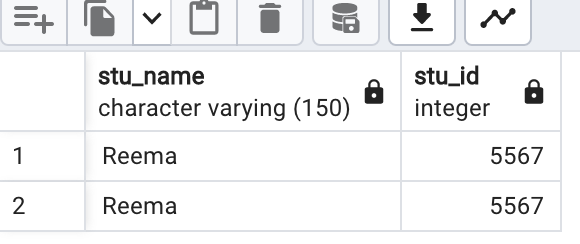 stu_name stu_id
character varying (150) integer
1 Reema 5567
2 Reema 5567